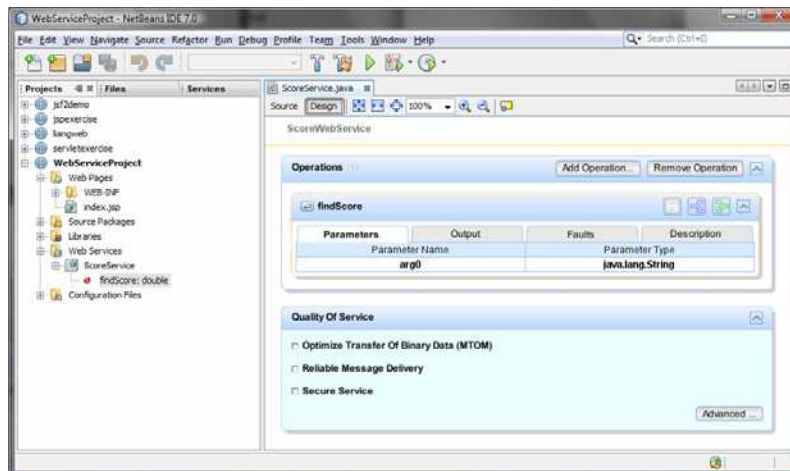 WebServiceProject - NetBeans IDE 7.0
File Edit View Navigate Source Refactor Run Debug Profile Team Tools Window Help
Search (Ctrl+I)
Projects Files Services
ScoreService.java
Source Design 100%
jsf2demo
jspexercise
liangweb
servletexercise
WebServiceProject
Web Pages
WEB-INF
index.jsp
Source Packages
Libraries
Web Services
ScoreService
findScore: double
Configuration Files
ScoreWebService
Operations (1) Add Operation... Remove Operation
findScore
Parameters Output Faults Description
Parameter Name Parameter Type
arg0 java.lang.String
Quality Of Service
Optimize Transfer Of Binary Data (MTOM)
Reliable Message Delivery
Secure Service
Advanced ...